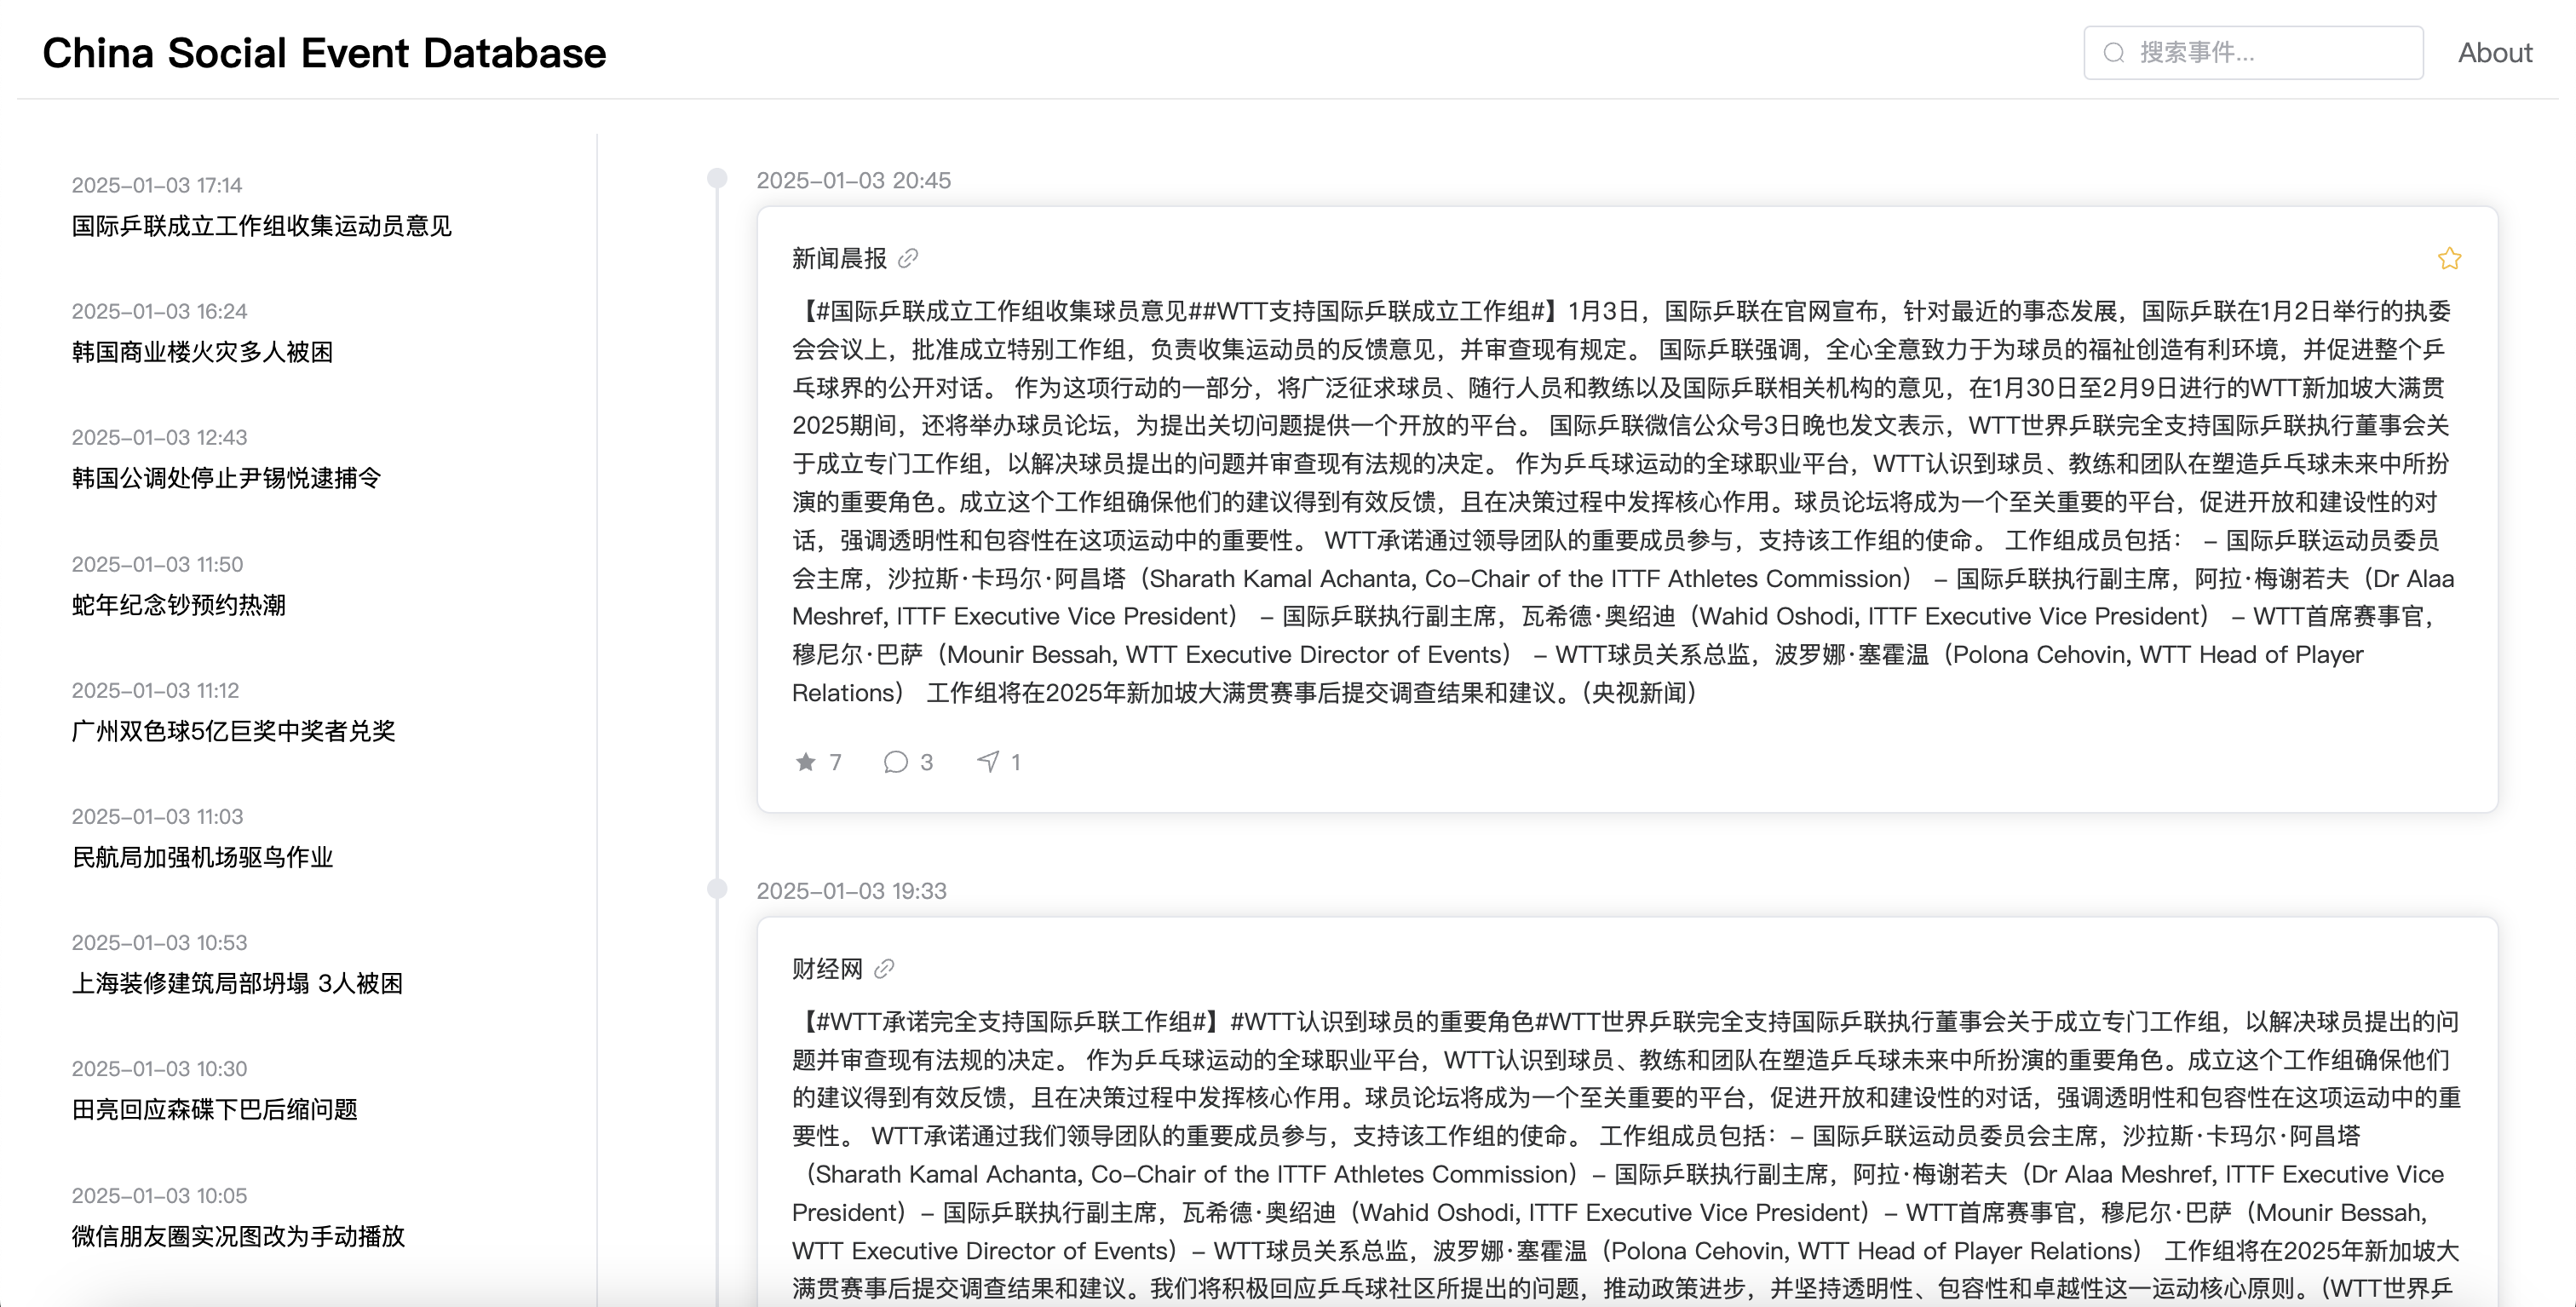 China Social Event Database
搜索事件...
About
2025-01-03 17:14
国际乒联成立工作组收集运动员意见
2025-01-03 16:24
韩国商业楼火灾多人被困
2025-01-03 12:43
韩国公调处停止尹锡悦逮捕令
2025-01-03 11:50
蛇年纪念钞预约热潮
2025-01-03 11:12
广州双色球5亿巨奖中奖者兑奖
2025-01-03 11:03
民航局加强机场驱鸟作业
2025-01-03 10:53
上海装修建筑局部坍塌 3人被困
2025-01-03 10:30
田亮回应森碟下巴后缩问题
2025-01-03 10:05
微信朋友圈实况图改为手动播放
2025-01-03 20:45
新闻晨报
【#国际乒联成立工作组收集球员意见##WTT支持国际乒联成立工作组#】1月3日，国际乒联在官网宣布，针对最近的事态发展，国际乒联在1月2日举行的执委
会会议上，批准成立特别工作组，负责收集运动员的反馈意见，并审查现有规定。 国际乒联强调，全心全意致力于为球员的福祉创造有利环境，并促进整个乒
乓球界的公开对话。 作为这项行动的一部分，将广泛征求球员、随行人员和教练以及国际乒联相关机构的意见，在1月30日至2月9日进行的WTT新加坡大满贯
2025期间，还将举办球员论坛，为提出关切问题提供一个开放的平台。 国际乒联微信公众号3日晚也发文表示，WTT世界乒联完全支持国际乒联执行董事会关
于成立专门工作组，以解决球员提出的问题并审查现有法规的决定。 作为乒乓球运动的全球职业平台，WTT认识到球员、教练和团队在塑造乒乓球未来中所扮
演的重要角色。成立这个工作组确保他们的建议得到有效反馈，且在决策过程中发挥核心作用。球员论坛将成为一个至关重要的平台，促进开放和建设性的对
话，强调透明性和包容性在这项运动中的重要性。 WTT承诺通过领导团队的重要成员参与，支持该工作组的使命。 工作组成员包括： - 国际乒联运动员委员
会主席，沙拉斯·卡玛尔·阿昌塔（Sharath Kamal Achanta, Co-Chair of the ITTF Athletes Commission） - 国际乒联执行副主席，阿拉·梅谢若夫（Dr Alaa
Meshref, ITTF Executive Vice President） - 国际乒联执行副主席，瓦希德·奥绍迪（Wahid Oshodi, ITTF Executive Vice President） - WTT首席赛事官，
穆尼尔·巴萨（Mounir Bessah, WTT Executive Director of Events） - WTT球员关系总监，波罗娜·塞霍温（Polona Cehovin, WTT Head of Player
Relations） 工作组将在2025年新加坡大满贯赛事后提交调查结果和建议。（央视新闻）
7 3 1
2025-01-03 19:33
财经网
【#WTT承诺完全支持国际乒联工作组#】#WTT认识到球员的重要角色#WTT世界乒联完全支持国际乒联执行董事会关于成立专门工作组，以解决球员提出的问
题并审查现有法规的决定。 作为乒乓球运动的全球职业平台，WTT认识到球员、教练和团队在塑造乒乓球未来中所扮演的重要角色。成立这个工作组确保他们
的建议得到有效反馈，且在决策过程中发挥核心作用。球员论坛将成为一个至关重要的平台，促进开放和建设性的对话，强调透明性和包容性在这项运动中的重
要性。 WTT承诺通过我们领导团队的重要成员参与，支持该工作组的使命。 工作组成员包括：- 国际乒联运动员委员会主席，沙拉斯·卡玛尔·阿昌塔
（Sharath Kamal Achanta, Co-Chair of the ITTF Athletes Commission）- 国际乒联执行副主席，阿拉·梅谢若夫（Dr Alaa Meshref, ITTF Executive Vice
President）- 国际乒联执行副主席，瓦希德·奥绍迪（Wahid Oshodi, ITTF Executive Vice President）- WTT首席赛事官，穆尼尔·巴萨（Mounir Bessah,
WTT Executive Director of Events）- WTT球员关系总监，波罗娜·塞霍温（Polona Cehovin, WTT Head of Player Relations） 工作组将在2025年新加坡大
满贯赛事后提交调查结果和建议。我们将积极回应乒乓球社区所提出的问题，推动政策进步，并坚持透明性、包容性和卓越性这一运动核心原则。（WTT世界乒